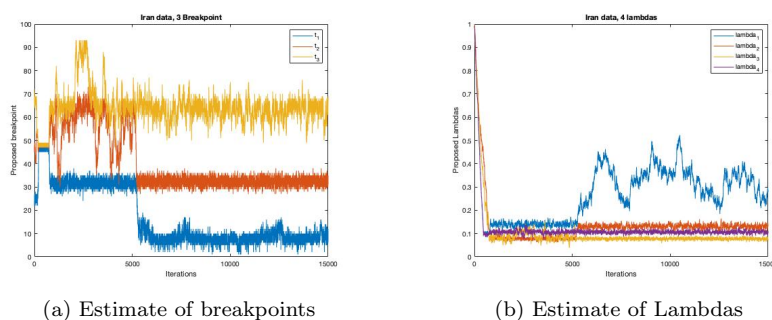 Iran data, 3 Breakpoint
t1
t2
t3
Proposed breakpoint
100
90
80
70
60
50
40
30
20
10
0
0
5000
10000
15000
Iterations
(a) Estimate of breakpoints
Iran data, 4 lambdas
lambda1
lambda2
lambda3
lambda4
Proposed Lambdas
1
0.9
0.8
0.7
0.6
0.5
0.4
0.3
0.2
0.1
0
0
5000
10000
15000
Iterations
(b) Estimate of Lambdas